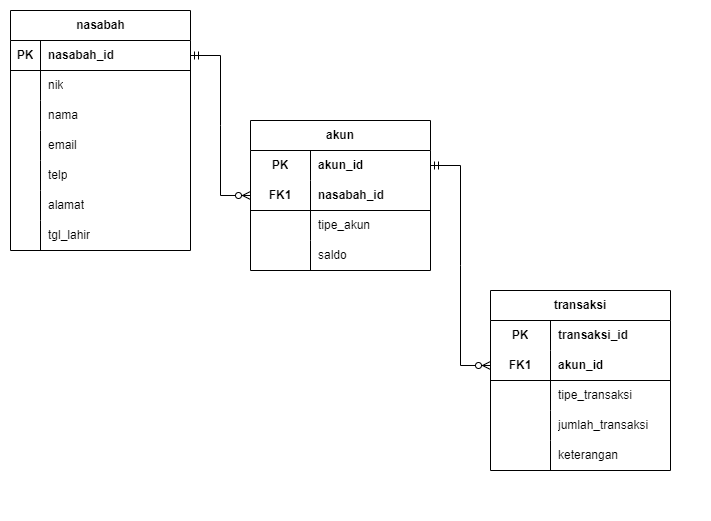 nasabah
PK nasabah_id
nik
nama
email
telp
alamat
tgl_lahir
akun
PK akun_id
FK1 nasabah_id
tipe_akun
saldo
transaksi
PK transaksi_id
FK1 akun_id
tipe_transaksi
jumlah_transaksi
keterangan